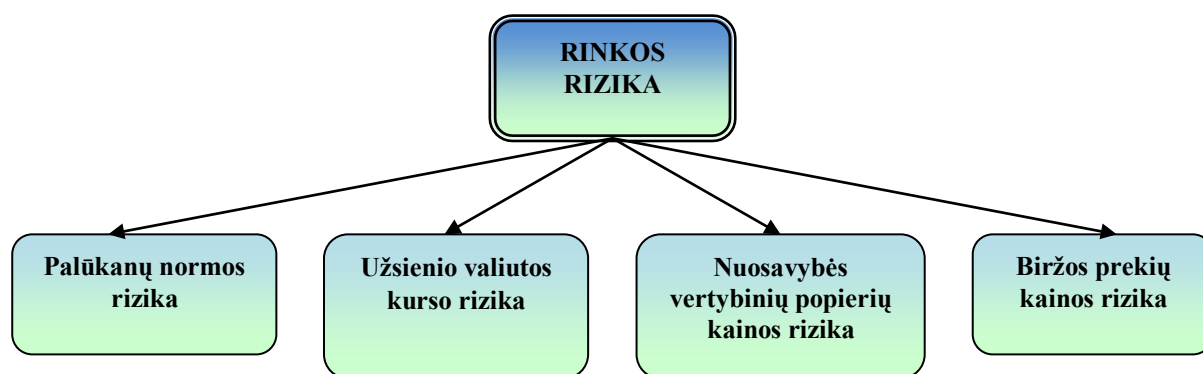 RINKOS
RIZIKA
Palūkanų normos
rizika
Užsienio valiutos
kurso rizika
Nuosavybės
vertybinių popierių
kainos rizika
Biržos prekių
kainos rizika